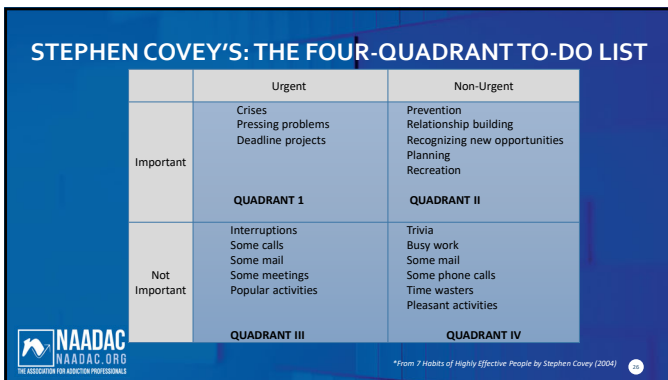 STEPHEN COVEY'S: THE FOUR-QUADRANT TO-DO LIST
Urgent
Non-Urgent
Important
Crises
Pressing problems
Deadline projects
QUADRANT 1
Prevention
Relationship building
Recognizing new opportunities
Planning
Recreation
QUADRANT II
Not
Important
Interruptions
Some calls
Some mail
Some meetings
Popular activities
QUADRANT III
Trivia
Busy work
Some mail
Some phone calls
Time wasters
Pleasant activities
QUADRANT IV
NAADAC
NAADAC.ORG
THE ASSOCIATION FOR ADDICTION PROFESSIONALS
*From 7 Habits of Highly Effective People by Stephen Covey (2004)
26